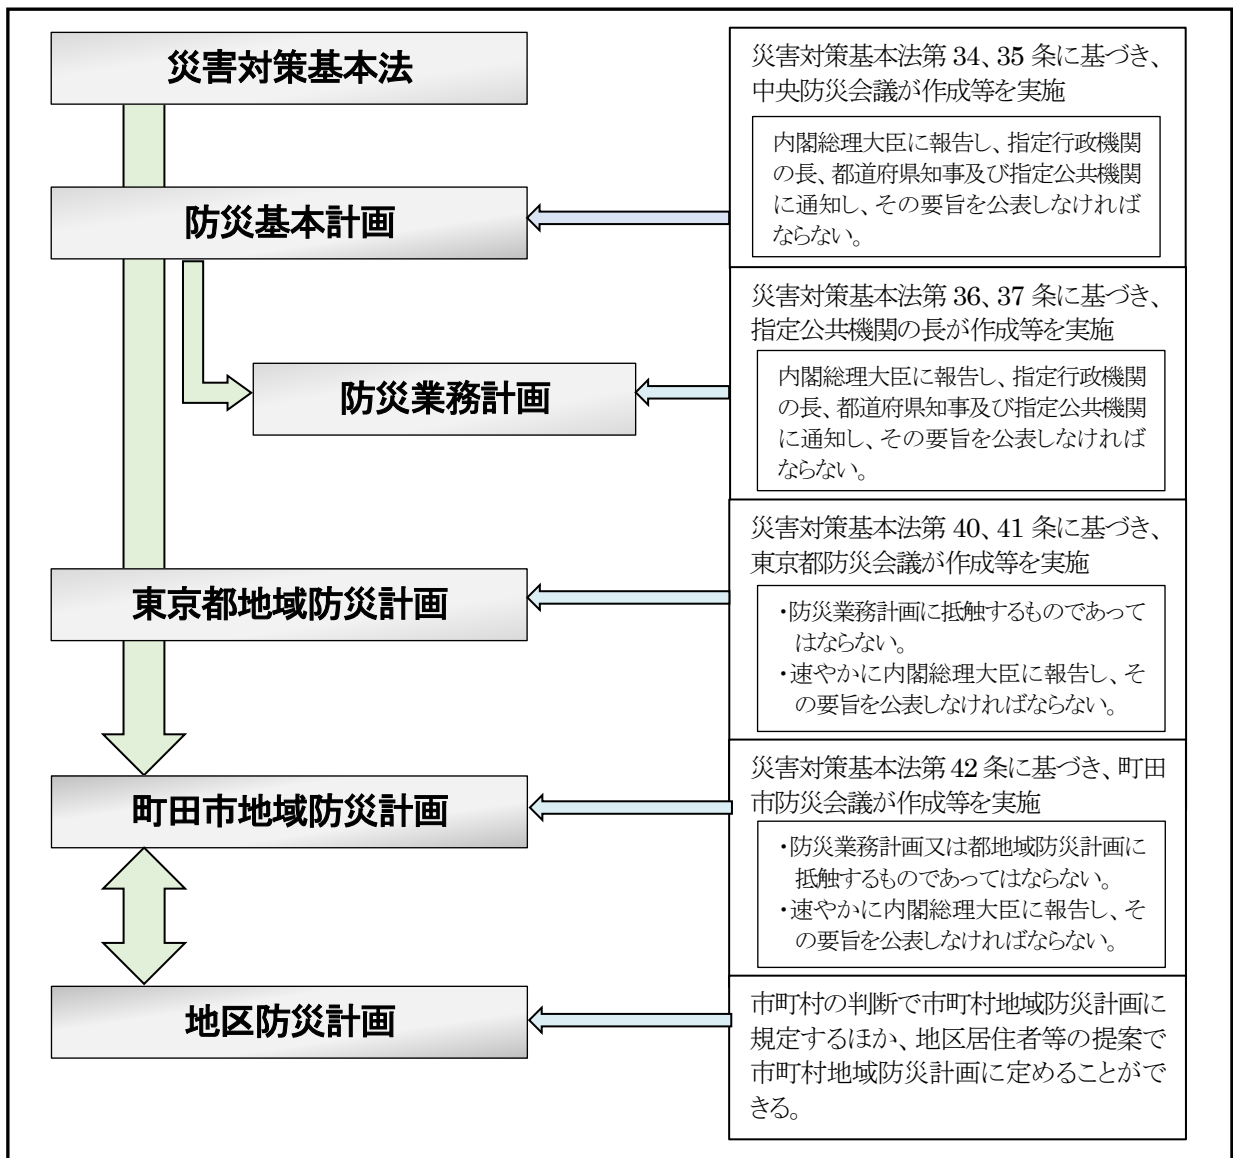 災害対策基本法
災害対策基本法第 34、35 条に基づき、
中央防災会議が作成等を実施
内閣総理大臣に報告し、指定行政機関
の長、都道府県知事及び指定公共機関
に通知し、その要旨を公表しなければ
ならない。
防災基本計画
災害対策基本法第 36、37 条に基づき、
指定公共機関の長が作成等を実施
内閣総理大臣に報告し、指定行政機関
の長、都道府県知事及び指定公共機関
に通知し、その要旨を公表しなければ
ならない。
防災業務計画
災害対策基本法第 40、41 条に基づき、
東京都防災会議が作成等を実施
・防災業務計画に抵触するものであって
はならない。
・速やかに内閣総理大臣に報告し、そ
の要旨を公表しなければならない。
東京都地域防災計画
災害対策基本法第 42 条に基づき、町田
市防災会議が作成等を実施
・防災業務計画又は都地域防災計画に
抵触するものであってはならない。
・速やかに内閣総理大臣に報告し、そ
の要旨を公表しなければならない。
町田市地域防災計画
市町村の判断で市町村地域防災計画に
規定するほか、地区居住者等の提案で
市町村地域防災計画に定めることがで
きる。
地区防災計画